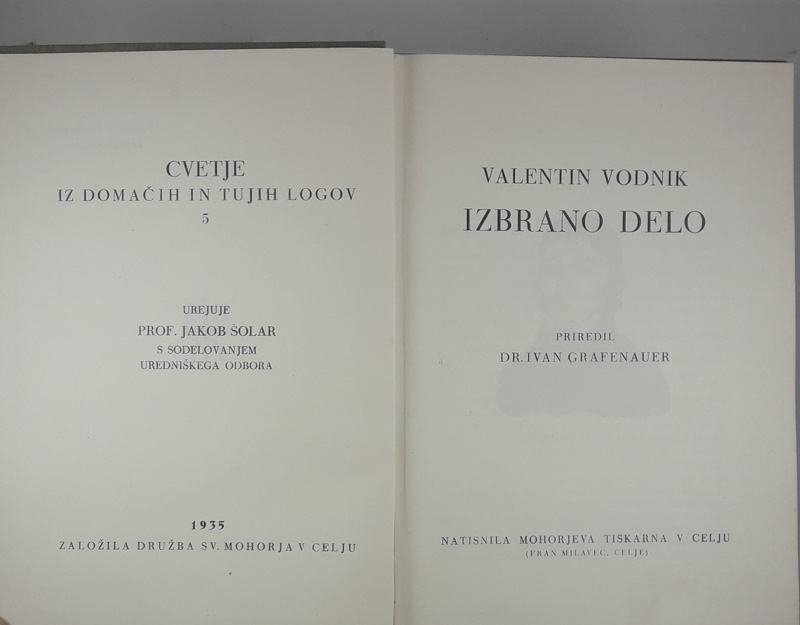 CVETJE
IZ DOMAČIH IN TUJIH LOGOV
5
UREJUJE
PROF. JAKOB ŠOLAR
S SODELOVANJEM
UREDNIŠKEGA ODBORA
1935
ZALOŽILA DRUŽBA SV. MOHORJA V CELJU
VALENTIN VODNIK
IZBRANO DELO
PRIREDIL
DR. IVAN GRAFENAUER
NATISNILA MOHORJEVA TISKARNA V CELJU
(FRAN MILAVEC, CELJE)